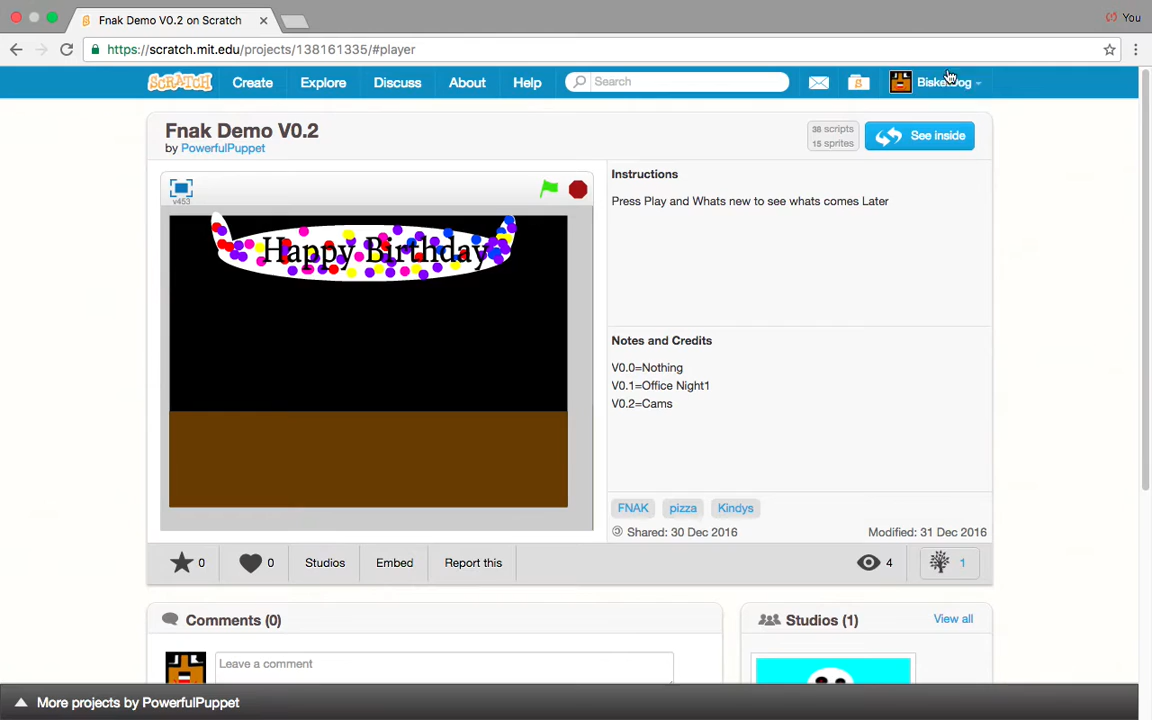 Fnak Demo V0.2 on Scratch
You
https://scratch.mit.edu/projects/138161335/#player
SCRATCH Create Explore Discuss About Help Search S
Fnak Demo V0.2
by PowerfulPuppet
38 scripts
15 sprites
See inside
v453
Happy Birthday
Instructions
Press Play and Whats new to see whats comes Later
Notes and Credits
V0.0=Nothing
V0.1=Office Night1
V0.2=Cams
FNAK pizza Kindys
Shared: 30 Dec 2016 Modified: 31 Dec 2016
0 0 Studios Embed Report this 4 1
Comments (0)
Leave a comment
Studios (1) View all
More projects by PowerfulPuppet